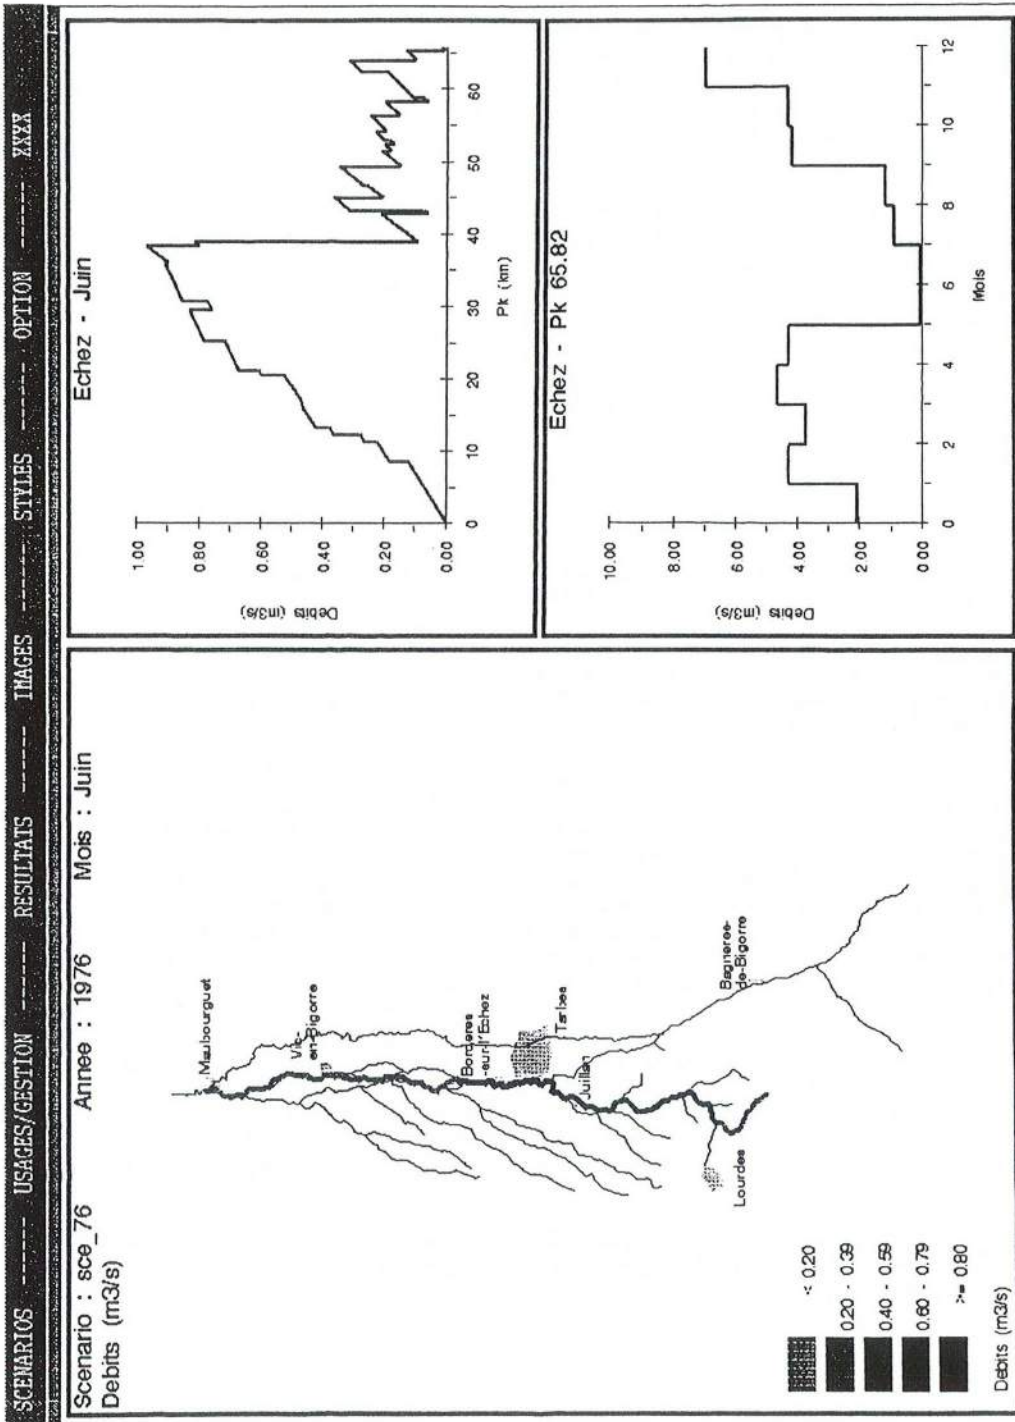 SCENARIOS ------ USAGES/GESTION ------ RESULTATS ------ IMAGES ------ STYLES ------ OPTION ------ XXXX
Scenario : sce_76 Annee : 1976 Mois : Juin
Debits (m3/s)
Maubourguet
Vic-
en-Bigorre
Borderes
-sur-l'Echez
Tarbes
Juillan
Bagneres-
de-Bigorre
Lourdes
< 0.20
0.20 - 0.39
0.40 - 0.59
0.60 - 0.79
>= 0.80
Debits (m3/s)
Echez - Juin
Debits (m3/s)
1.00
0.80
0.60
0.40
0.20
0.00
0 10 20 30 40 50 60
Pk (km)
Echez - Pk 65.82
Debits (m3/s)
10.00
8.00
6.00
4.00
2.00
0.00
0 2 4 6 8 10 12
Mois